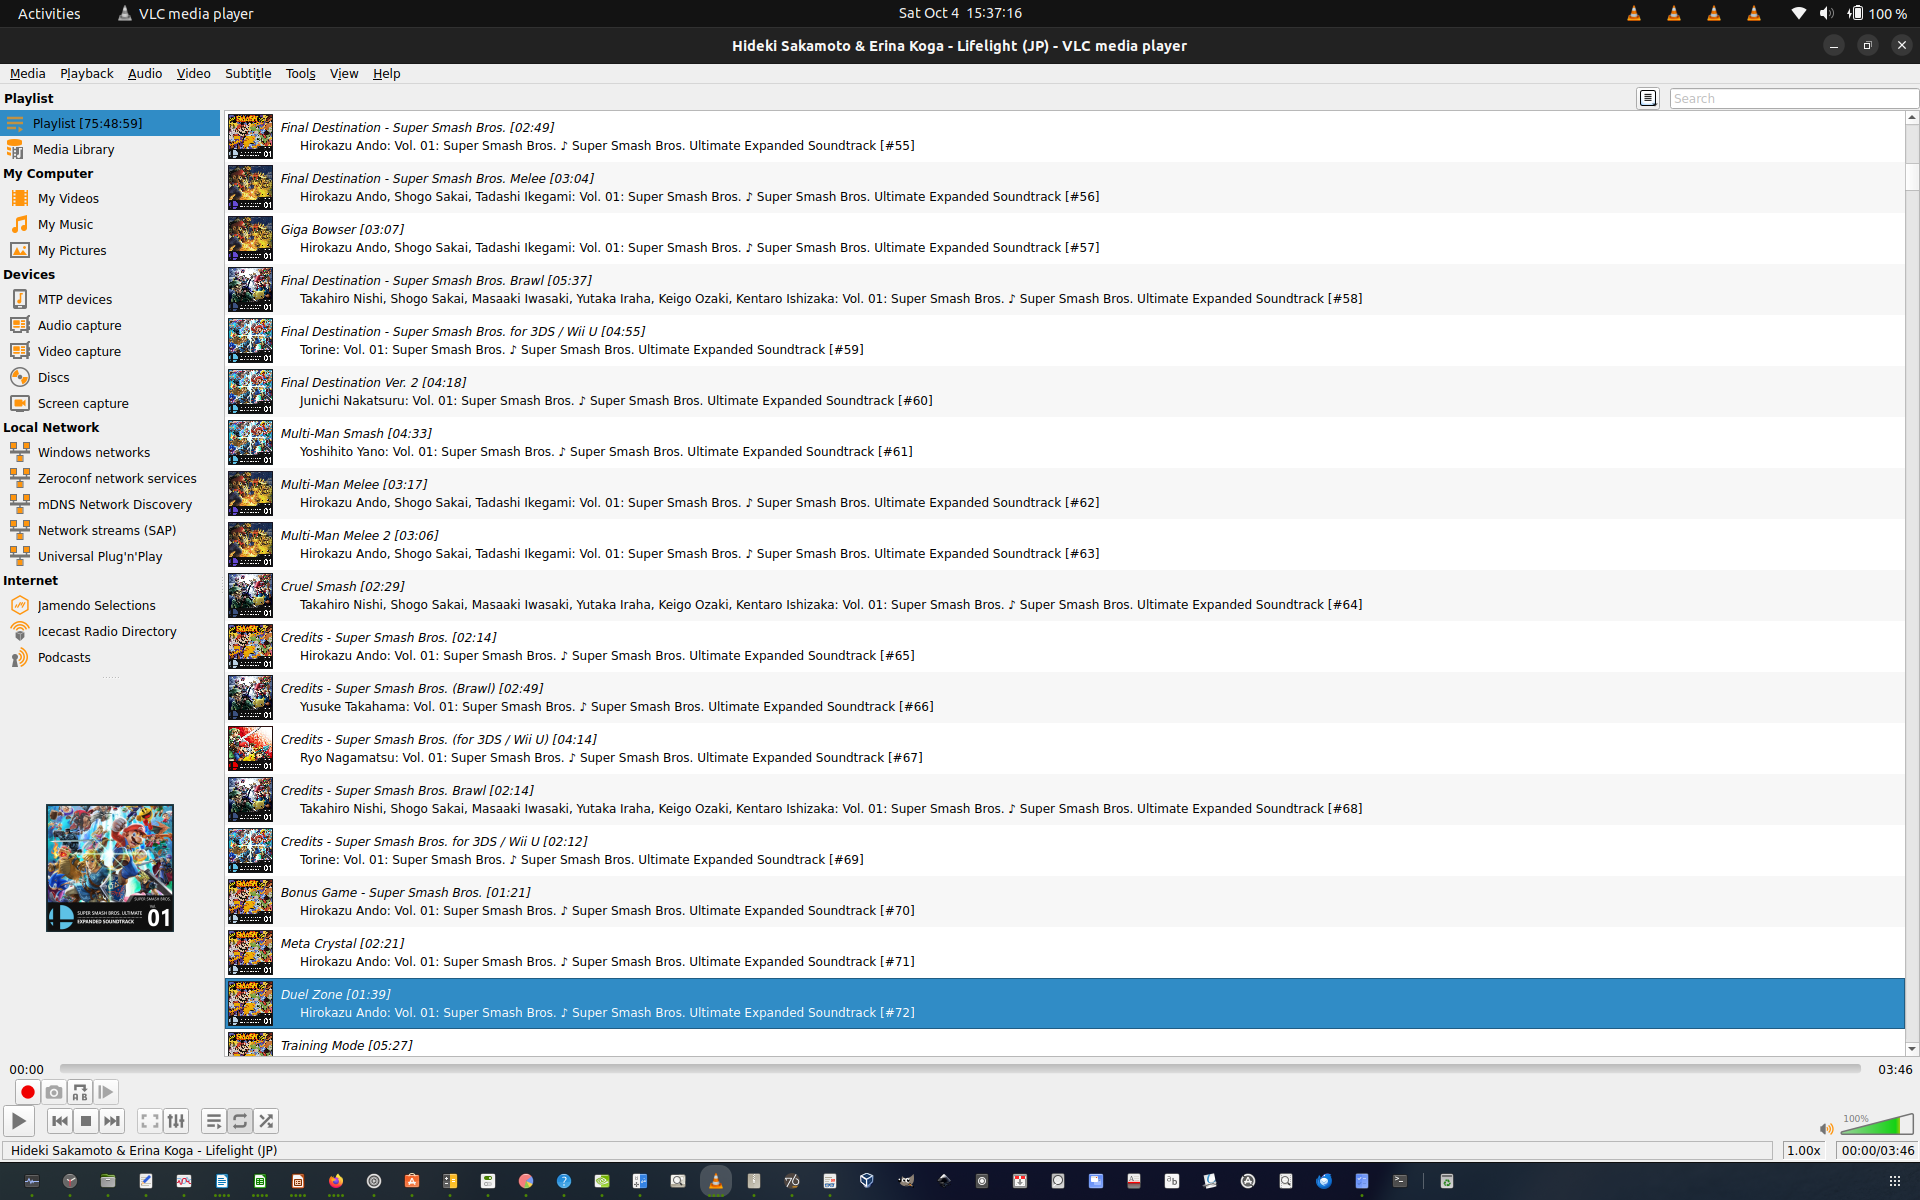 Activities
VLC media player
Sat Oct 4 15:37:16
100 %
Hideki Sakamoto & Erina Koga - Lifelight (JP) - VLC media player
Media Playback Audio Video Subtitle Tools View Help
Playlist
Search
Playlist [75:48:59]
Media Library
My Computer
My Videos
My Music
My Pictures
Devices
MTP devices
Audio capture
Video capture
Discs
Screen capture
Local Network
Windows networks
Zeroconf network services
mDNS Network Discovery
Network streams (SAP)
Universal Plug'n'Play
Internet
Jamendo Selections
Icecast Radio Directory
Podcasts
SUPER SMASH BROS. ULTIMATE
EXPANDED SOUNDTRACK
01
Final Destination - Super Smash Bros. [02:49]
Hirokazu Ando: Vol. 01: Super Smash Bros. ♪ Super Smash Bros. Ultimate Expanded Soundtrack [#55]
Final Destination - Super Smash Bros. Melee [03:04]
Hirokazu Ando, Shogo Sakai, Tadashi Ikegami: Vol. 01: Super Smash Bros. ♪ Super Smash Bros. Ultimate Expanded Soundtrack [#56]
Giga Bowser [03:07]
Hirokazu Ando, Shogo Sakai, Tadashi Ikegami: Vol. 01: Super Smash Bros. ♪ Super Smash Bros. Ultimate Expanded Soundtrack [#57]
Final Destination - Super Smash Bros. Brawl [05:37]
Takahiro Nishi, Shogo Sakai, Masaaki Iwasaki, Yutaka Iraha, Keigo Ozaki, Kentaro Ishizaka: Vol. 01: Super Smash Bros. ♪ Super Smash Bros. Ultimate Expanded Soundtrack [#58]
Final Destination - Super Smash Bros. for 3DS / Wii U [04:55]
Torine: Vol. 01: Super Smash Bros. ♪ Super Smash Bros. Ultimate Expanded Soundtrack [#59]
Final Destination Ver. 2 [04:18]
Junichi Nakatsuru: Vol. 01: Super Smash Bros. ♪ Super Smash Bros. Ultimate Expanded Soundtrack [#60]
Multi-Man Smash [04:33]
Yoshihito Yano: Vol. 01: Super Smash Bros. ♪ Super Smash Bros. Ultimate Expanded Soundtrack [#61]
Multi-Man Melee [03:17]
Hirokazu Ando, Shogo Sakai, Tadashi Ikegami: Vol. 01: Super Smash Bros. ♪ Super Smash Bros. Ultimate Expanded Soundtrack [#62]
Multi-Man Melee 2 [03:06]
Hirokazu Ando, Shogo Sakai, Tadashi Ikegami: Vol. 01: Super Smash Bros. ♪ Super Smash Bros. Ultimate Expanded Soundtrack [#63]
Cruel Smash [02:29]
Takahiro Nishi, Shogo Sakai, Masaaki Iwasaki, Yutaka Iraha, Keigo Ozaki, Kentaro Ishizaka: Vol. 01: Super Smash Bros. ♪ Super Smash Bros. Ultimate Expanded Soundtrack [#64]
Credits - Super Smash Bros. [02:14]
Hirokazu Ando: Vol. 01: Super Smash Bros. ♪ Super Smash Bros. Ultimate Expanded Soundtrack [#65]
Credits - Super Smash Bros. (Brawl) [02:49]
Yusuke Takahama: Vol. 01: Super Smash Bros. ♪ Super Smash Bros. Ultimate Expanded Soundtrack [#66]
Credits - Super Smash Bros. (for 3DS / Wii U) [04:14]
Ryo Nagamatsu: Vol. 01: Super Smash Bros. ♪ Super Smash Bros. Ultimate Expanded Soundtrack [#67]
Credits - Super Smash Bros. Brawl [02:14]
Takahiro Nishi, Shogo Sakai, Masaaki Iwasaki, Yutaka Iraha, Keigo Ozaki, Kentaro Ishizaka: Vol. 01: Super Smash Bros. ♪ Super Smash Bros. Ultimate Expanded Soundtrack [#68]
Credits - Super Smash Bros. for 3DS / Wii U [02:12]
Torine: Vol. 01: Super Smash Bros. ♪ Super Smash Bros. Ultimate Expanded Soundtrack [#69]
Bonus Game - Super Smash Bros. [01:21]
Hirokazu Ando: Vol. 01: Super Smash Bros. ♪ Super Smash Bros. Ultimate Expanded Soundtrack [#70]
Meta Crystal [02:21]
Hirokazu Ando: Vol. 01: Super Smash Bros. ♪ Super Smash Bros. Ultimate Expanded Soundtrack [#71]
Duel Zone [01:39]
Hirokazu Ando: Vol. 01: Super Smash Bros. ♪ Super Smash Bros. Ultimate Expanded Soundtrack [#72]
Training Mode [05:27]
00:00
03:46
100%
Hideki Sakamoto & Erina Koga - Lifelight (JP)
1.00x
00:00/03:46